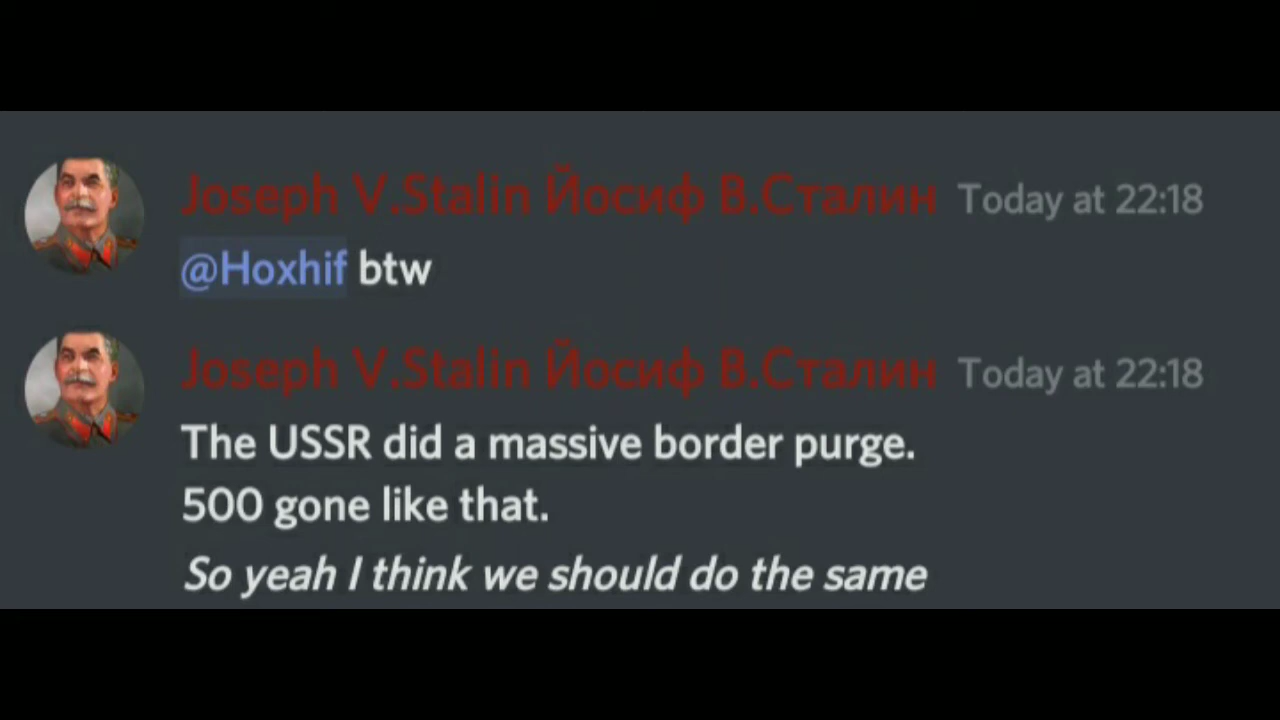 Joseph V.Stalin Йосиф В.Сталин Today at 22:18
@Hoxhif btw
Joseph V.Stalin Йосиф В.Сталин Today at 22:18
The USSR did a massive border purge.
500 gone like that.
So yeah I think we should do the same